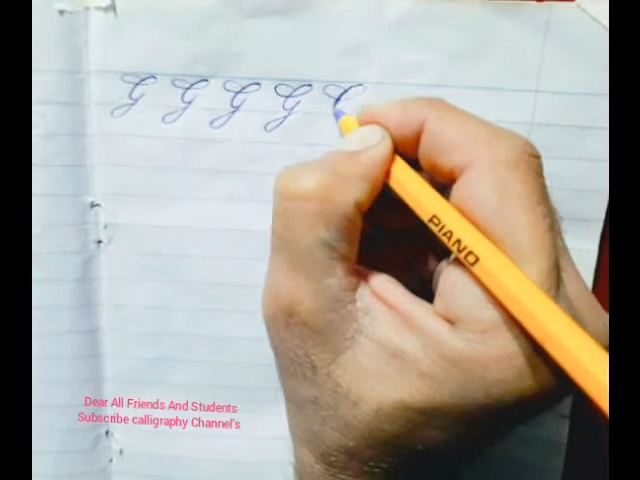 G G G G G
PIANO
Dear All Friends And Students
Subscribe calligraphy Channel's